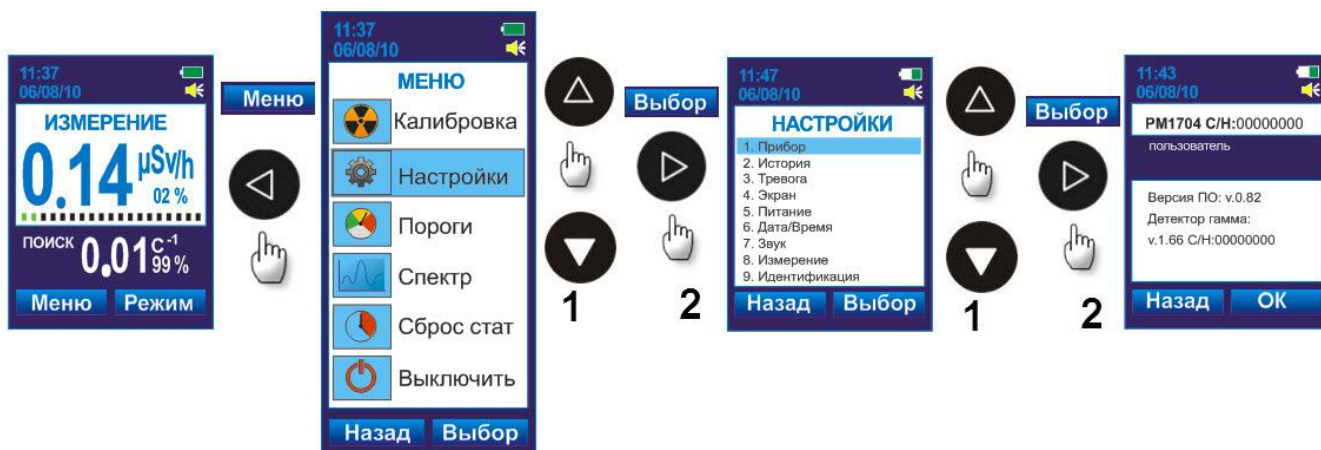 11:37
06/08/10
ИЗМЕРЕНИЕ
0.14 µSv/h
02 %
ПОИСК 0,01 C⁻¹
99 %
Меню Режим
Меню
11:37
06/08/10
МЕНЮ
Калибровка
Настройки
Пороги
Спектр
Сброс стат
Выключить
Назад Выбор
1
Выбор
2
11:47
06/08/10
НАСТРОЙКИ
1. Прибор
2. История
3. Тревога
4. Экран
5. Питание
6. Дата/Время
7. Звук
8. Измерение
9. Идентификация
Назад Выбор
1
Выбор
2
11:43
06/08/10
PM1704 С/Н:00000000
пользователь
Версия ПО: v.0.82
Детектор гамма:
v.1.66 С/Н:00000000
Назад ОК